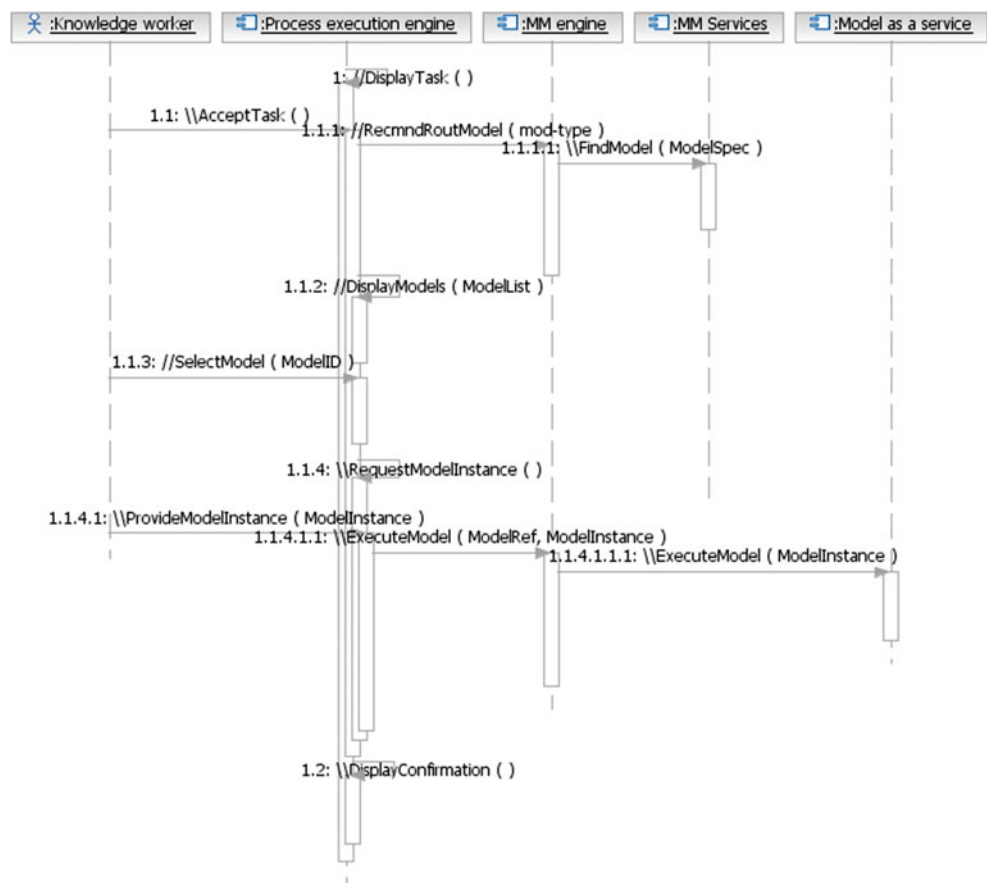 :Knowledge worker
:Process execution engine
:MM engine
:MM Services
:Model as a service
1: //DisplayTask ( )
1.1: \\AcceptTask ( )
1.1.1: //RecmndRoutModel ( mod-type )
1.1.1.1: \\FindModel ( ModelSpec )
1.1.2: //DisplayModels ( ModelList )
1.1.3: //SelectModel ( ModelID )
1.1.4: \\RequestModelInstance ( )
1.1.4.1: \\ProvideModelInstance ( ModelInstance )
1.1.4.1.1: \\ExecuteModel ( ModelRef, ModelInstance )
1.1.4.1.1.1: \\ExecuteModel ( ModelInstance )
1.2: \\DisplayConfirmation ( )